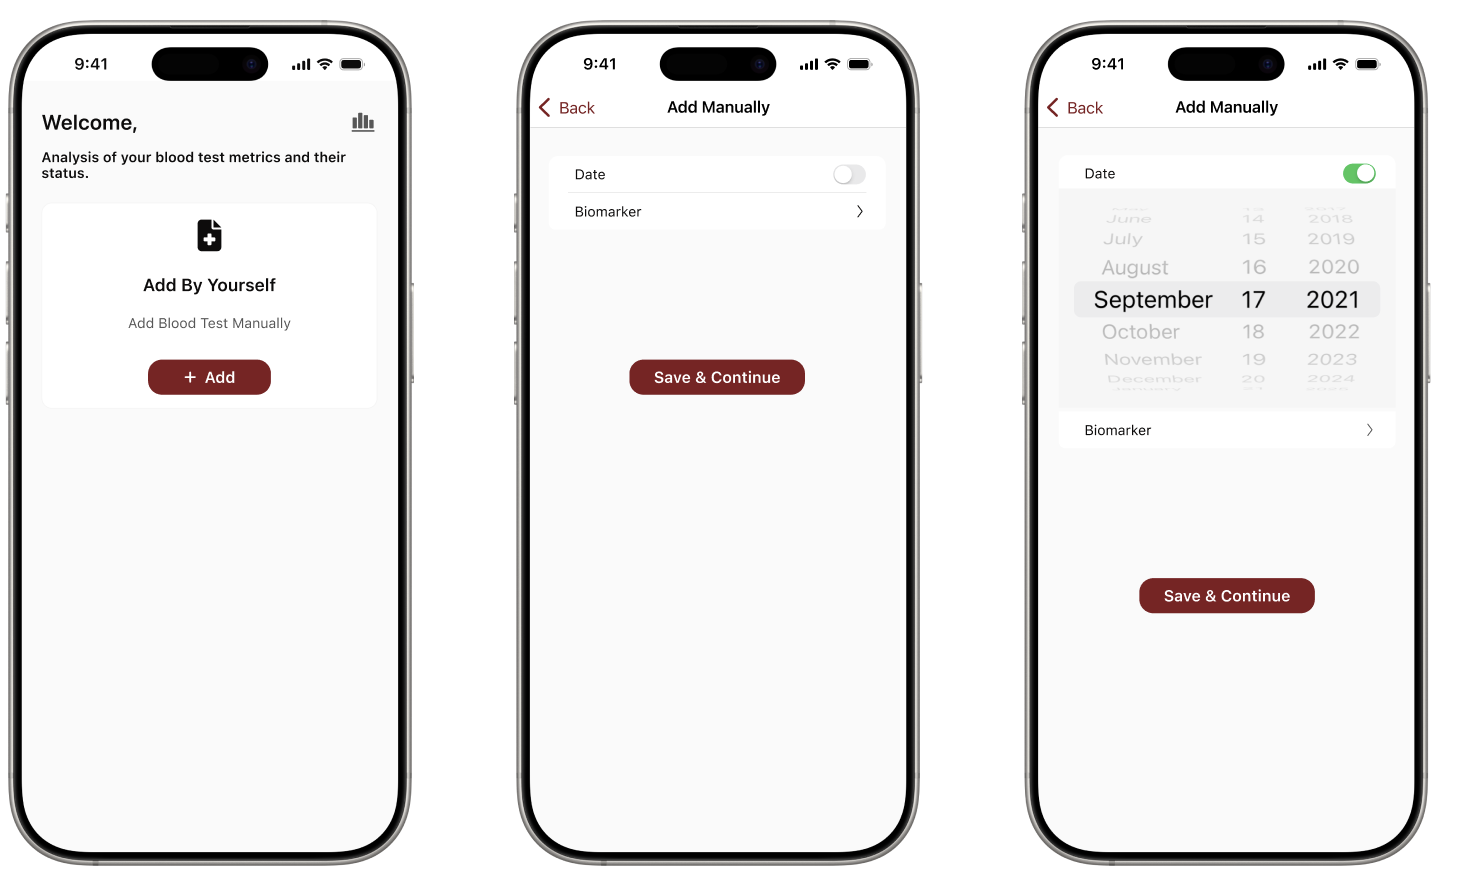 9:41
Welcome,
Analysis of your blood test metrics and their
status.
Add By Yourself
Add Blood Test Manually
+ Add
9:41
Back
Add Manually
Date
Biomarker
Save & Continue
9:41
Back
Add Manually
Date
June 14 2018
July 15 2019
August 16 2020
September 17 2021
October 18 2022
November 19 2023
December 20 2024
Biomarker
Save & Continue